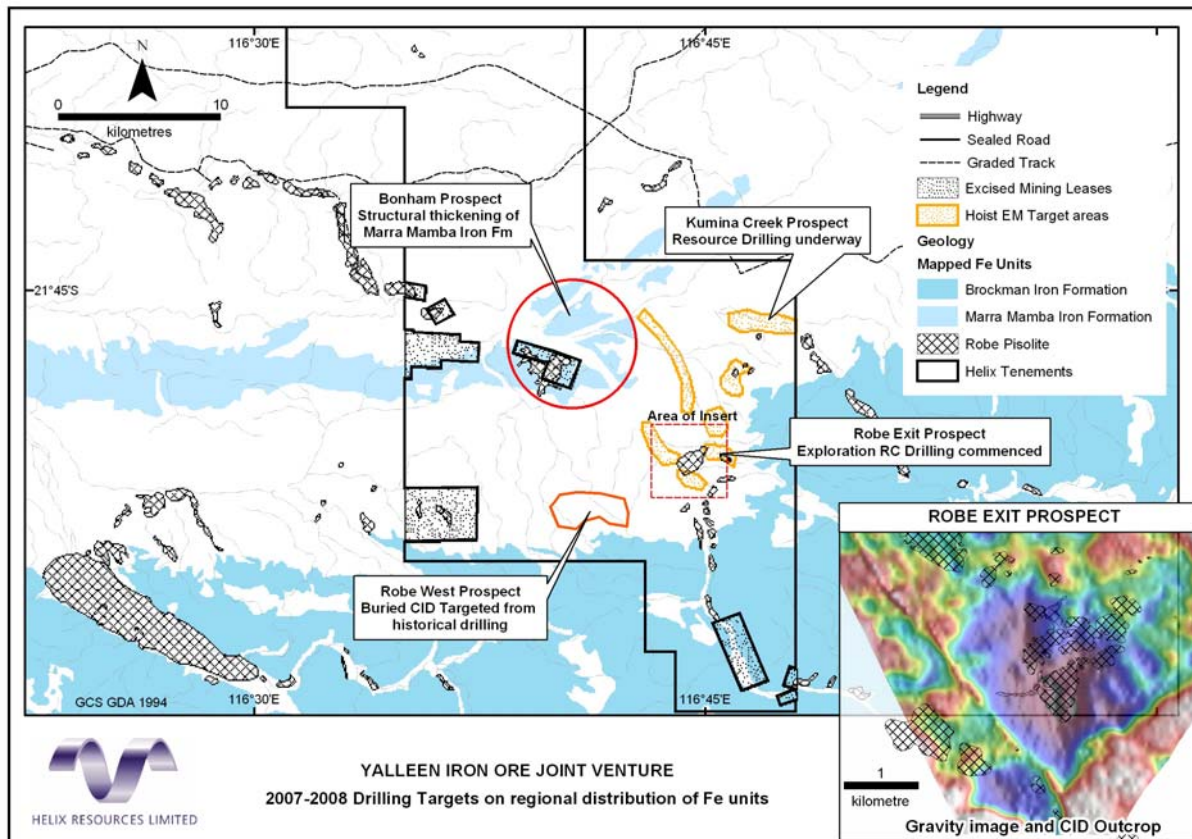 116°30'E
116°45'E
N
0
10
kilometres
Legend
Highway
Sealed Road
Graded Track
Excised Mining Leases
Hoist EM Target areas
Geology
Mapped Fe Units
Brockman Iron Formation
Marra Mamba Iron Formation
Robe Pisolite
Helix Tenements
Bonham Prospect
Structural thickening of
Marra Mamba Iron Fm
Kumina Creek Prospect
Resource Drilling underway
21°45'S
Area of Insert
Robe Exit Prospect
Exploration RC Drilling commenced
Robe West Prospect
Buried CID Targeted from
historical drilling
GCS GDA 1994
116°30'E
116°45'E
ROBE EXIT PROSPECT
1
kilometre
Gravity image and CID Outcrop
HELIX RESOURCES LIMITED
YALLEEN IRON ORE JOINT VENTURE
2007-2008 Drilling Targets on regional distribution of Fe units